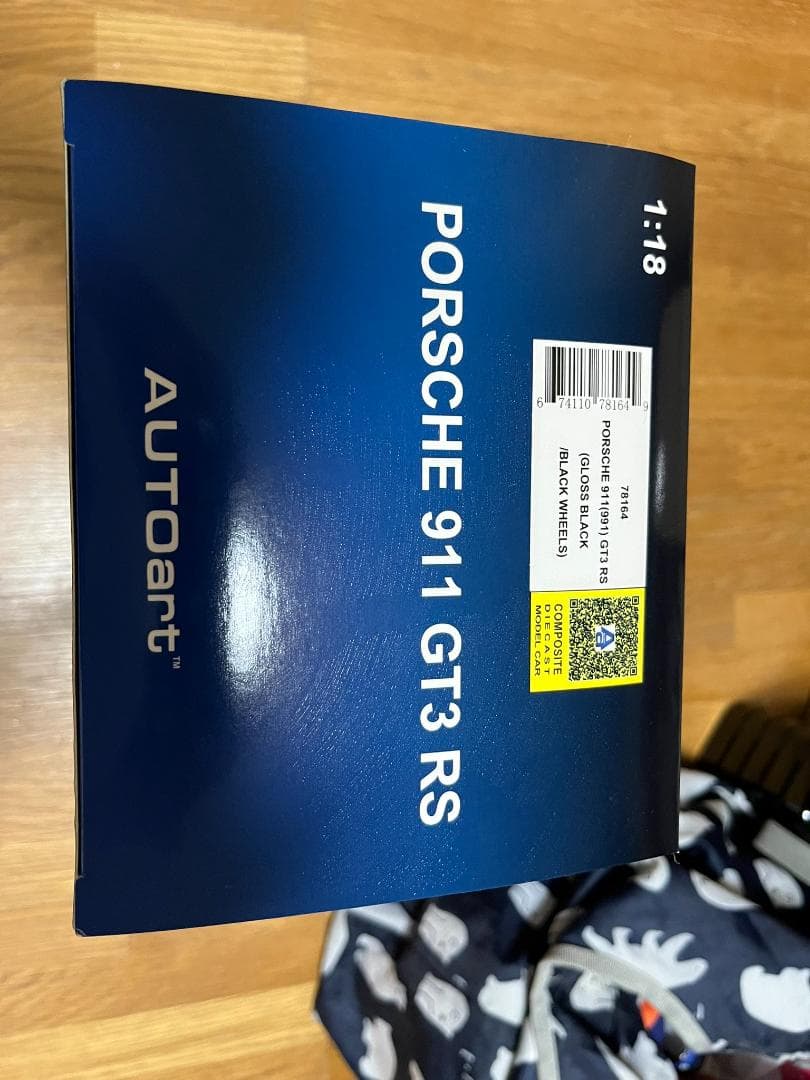 1:18
6 74110 78164 9
78164
PORSCHE 911(991) GT3 RS
(GLOSS BLACK
/BLACK WHEELS)
COMPOSITE
DIECAST
MODEL CAR
PORSCHE 911 GT3 RS
AUTOart™